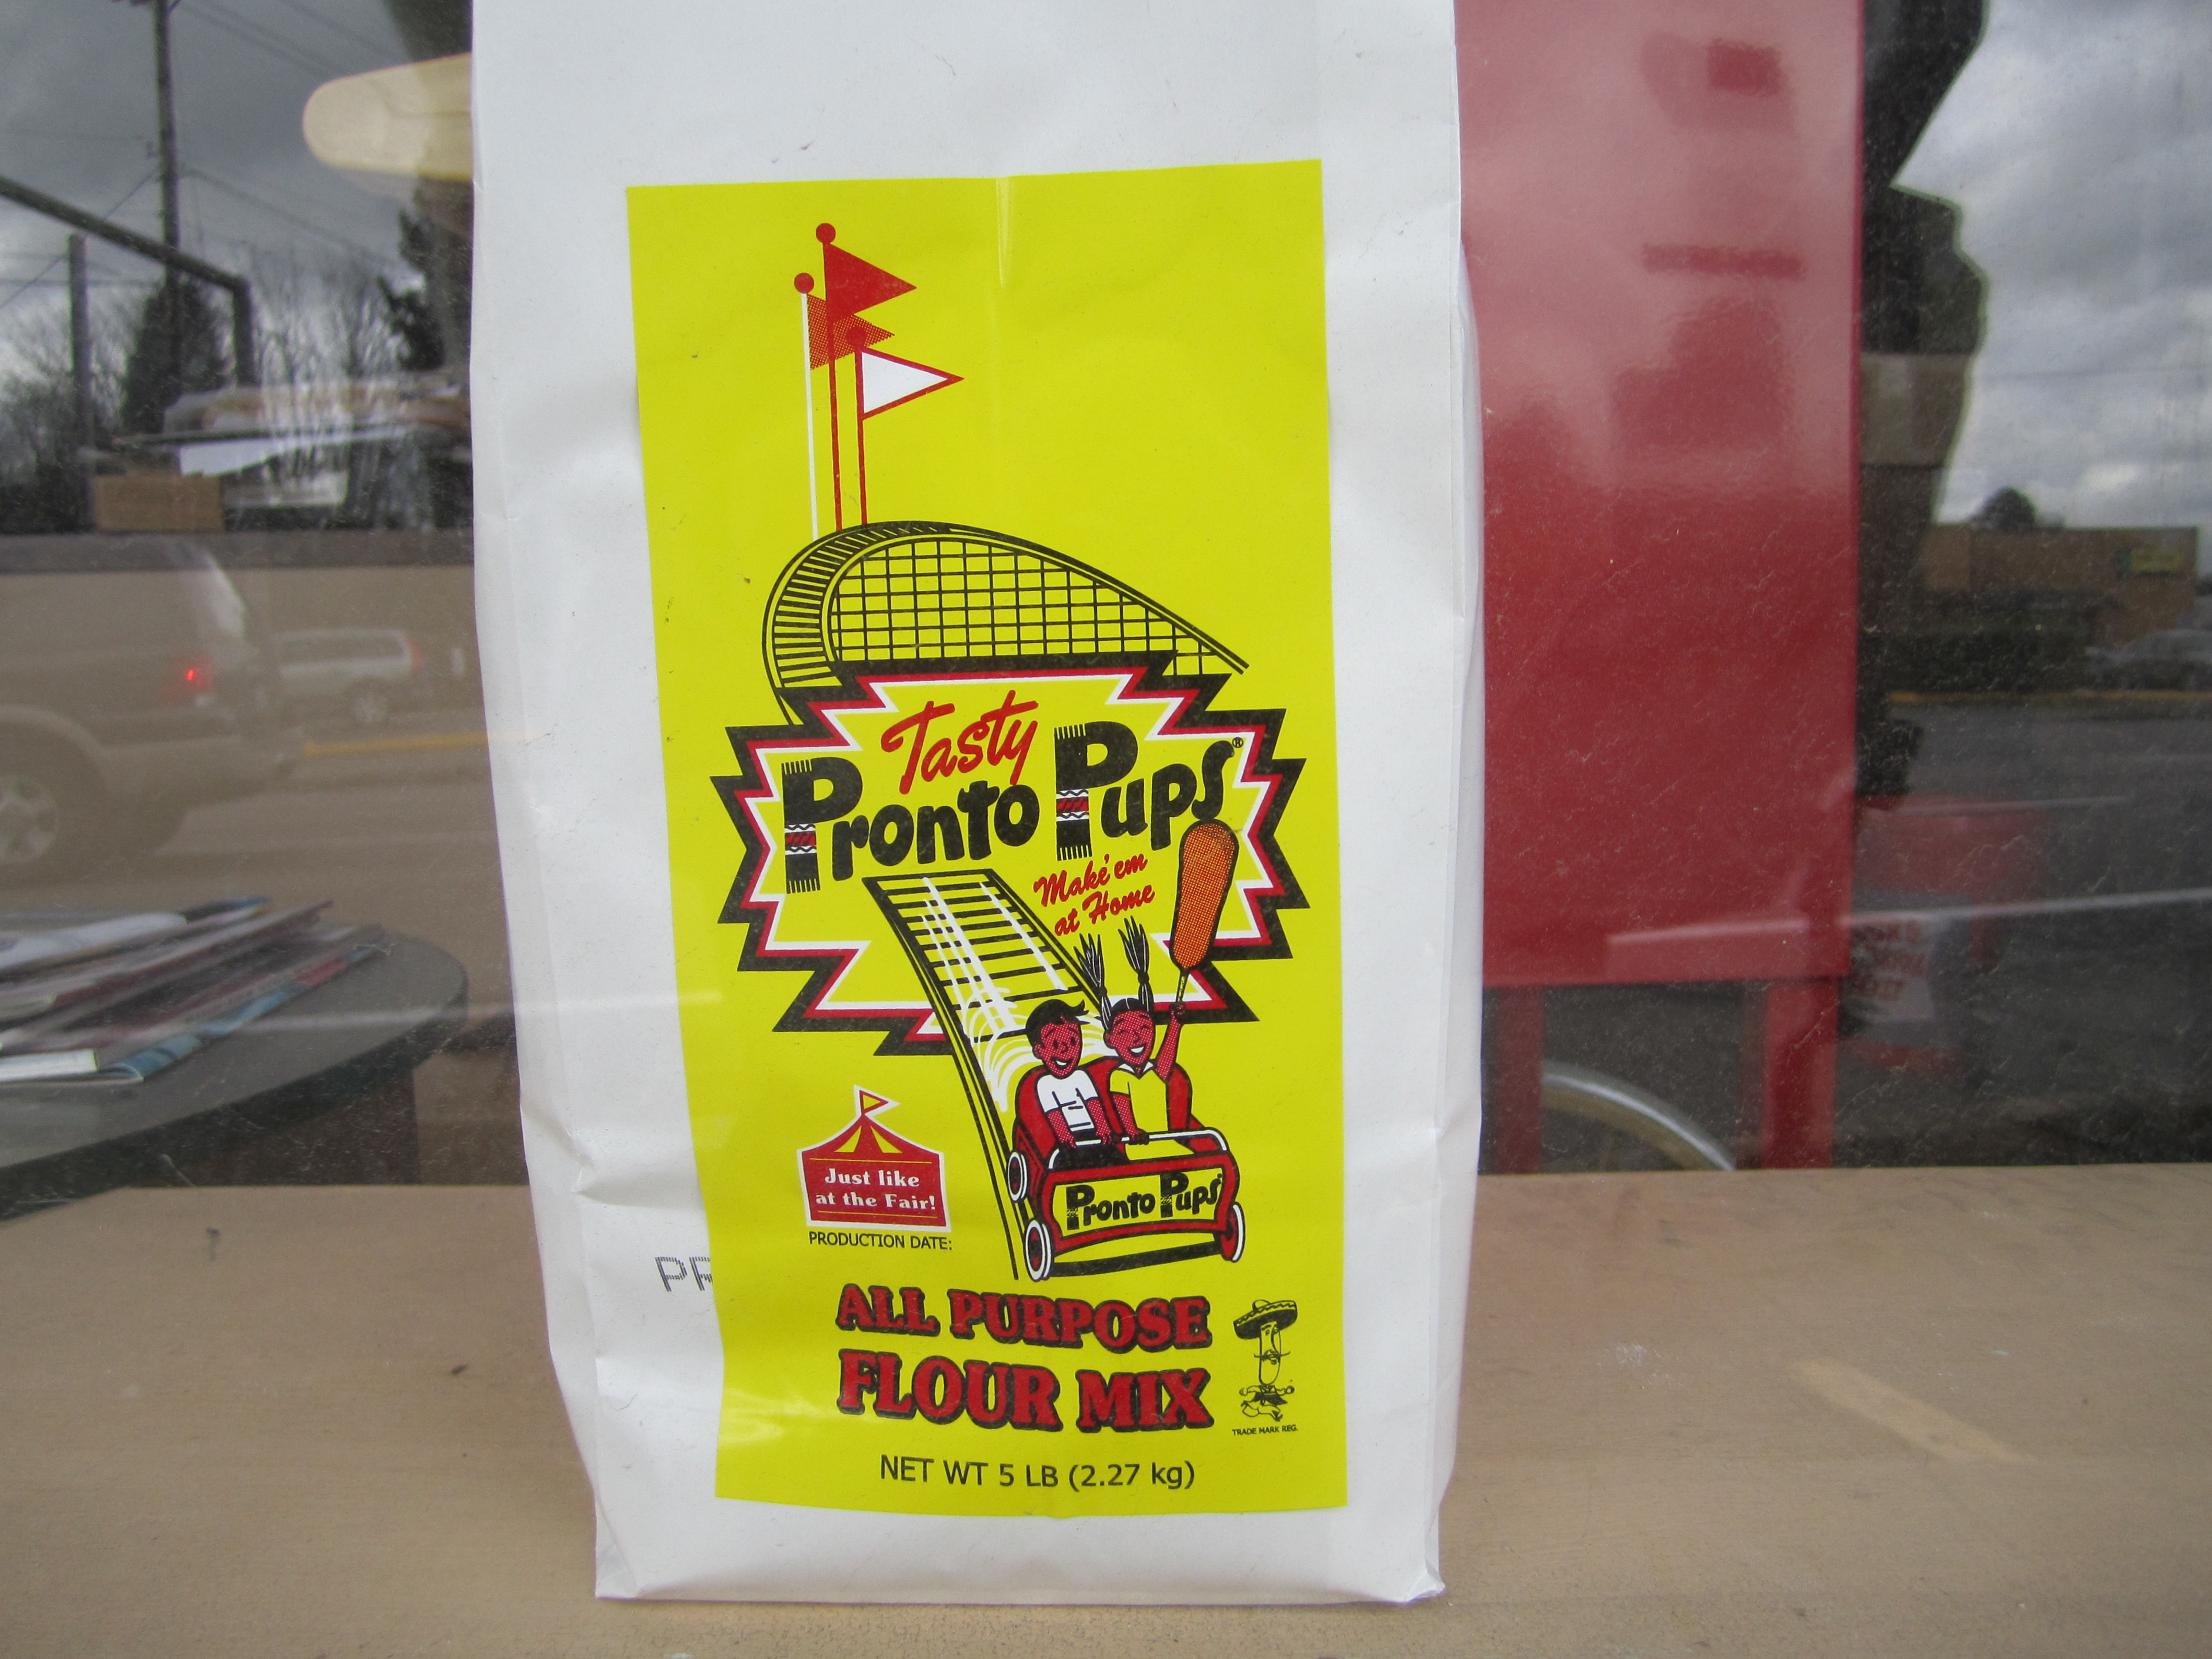 Tasty
Pronto Pups®
Make'em
at Home
Just like
at the Fair!
Pronto Pups
PRODUCTION DATE:
ALL PURPOSE
FLOUR MIX
TRADE MARK REG.
NET WT 5 LB (2.27 kg)